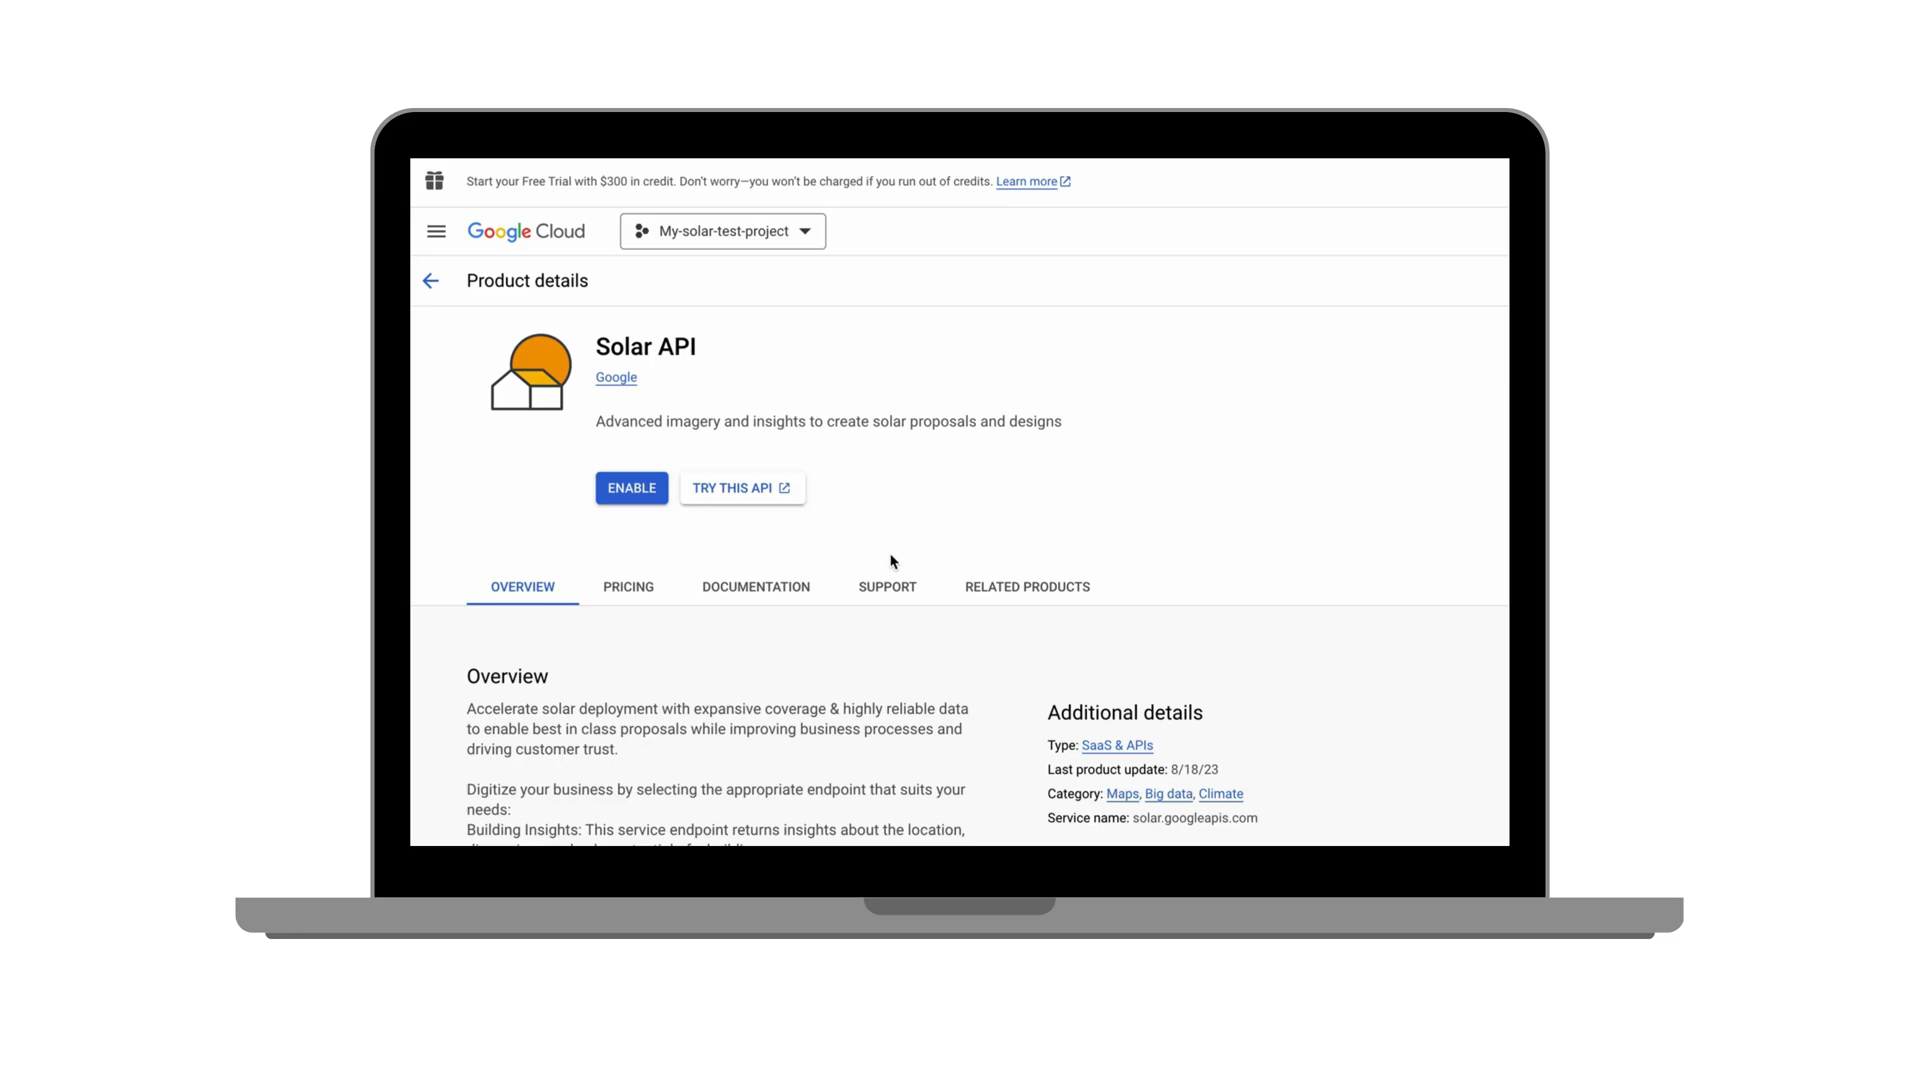 Start your Free Trial with $300 in credit. Don't worry—you won't be charged if you run out of credits. Learn more
Google Cloud
My-solar-test-project
Product details
Solar API
Google
Advanced imagery and insights to create solar proposals and designs
ENABLE
TRY THIS API
OVERVIEW
PRICING
DOCUMENTATION
SUPPORT
RELATED PRODUCTS
Overview
Accelerate solar deployment with expansive coverage & highly reliable data
to enable best in class proposals while improving business processes and
driving customer trust.
Digitize your business by selecting the appropriate endpoint that suits your
needs:
Building Insights: This service endpoint returns insights about the location,
Additional details
Type: SaaS & APIs
Last product update: 8/18/23
Category: Maps, Big data, Climate
Service name: solar.googleapis.com